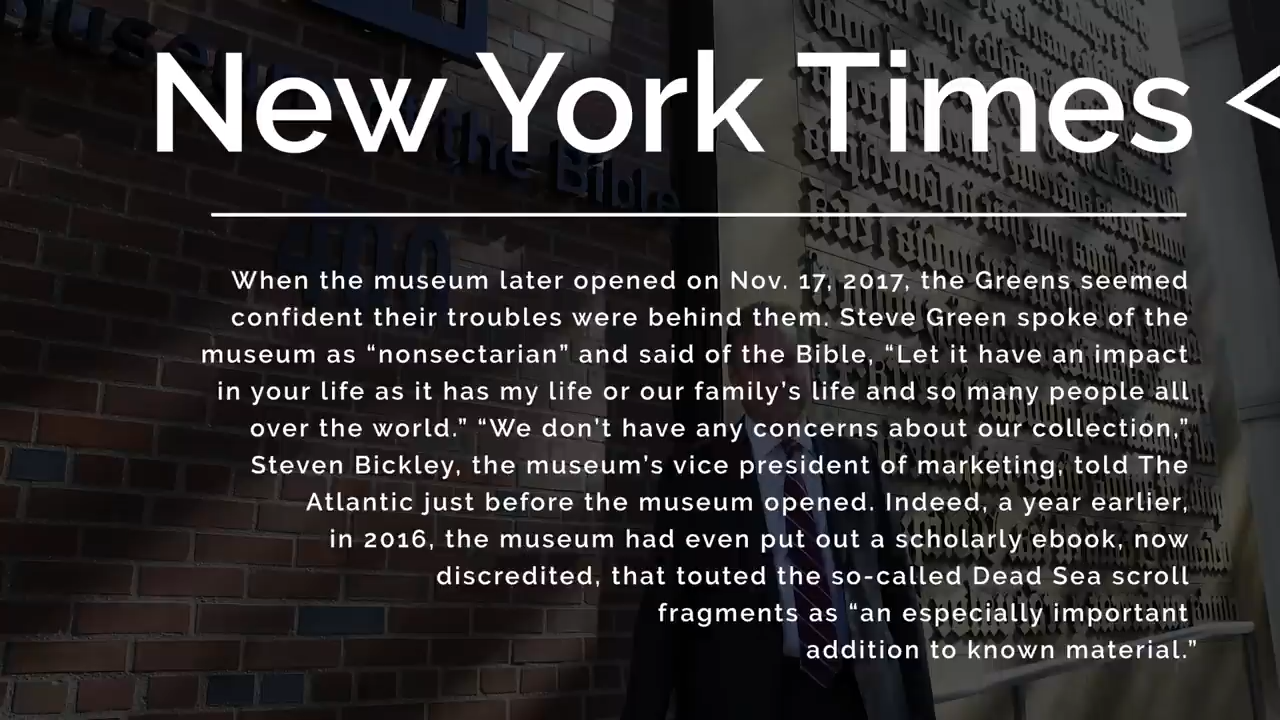 New York Times
When the museum later opened on Nov. 17, 2017, the Greens seemed
confident their troubles were behind them. Steve Green spoke of the
museum as “nonsectarian” and said of the Bible, “Let it have an impact
in your life as it has my life or our family’s life and so many people all
over the world.” “We don’t have any concerns about our collection,”
Steven Bickley, the museum’s vice president of marketing, told The
Atlantic just before the museum opened. Indeed, a year earlier,
in 2016, the museum had even put out a scholarly ebook, now
discredited, that touted the so-called Dead Sea scroll
fragments as “an especially important
addition to known material.”
museum
of the Bible
400